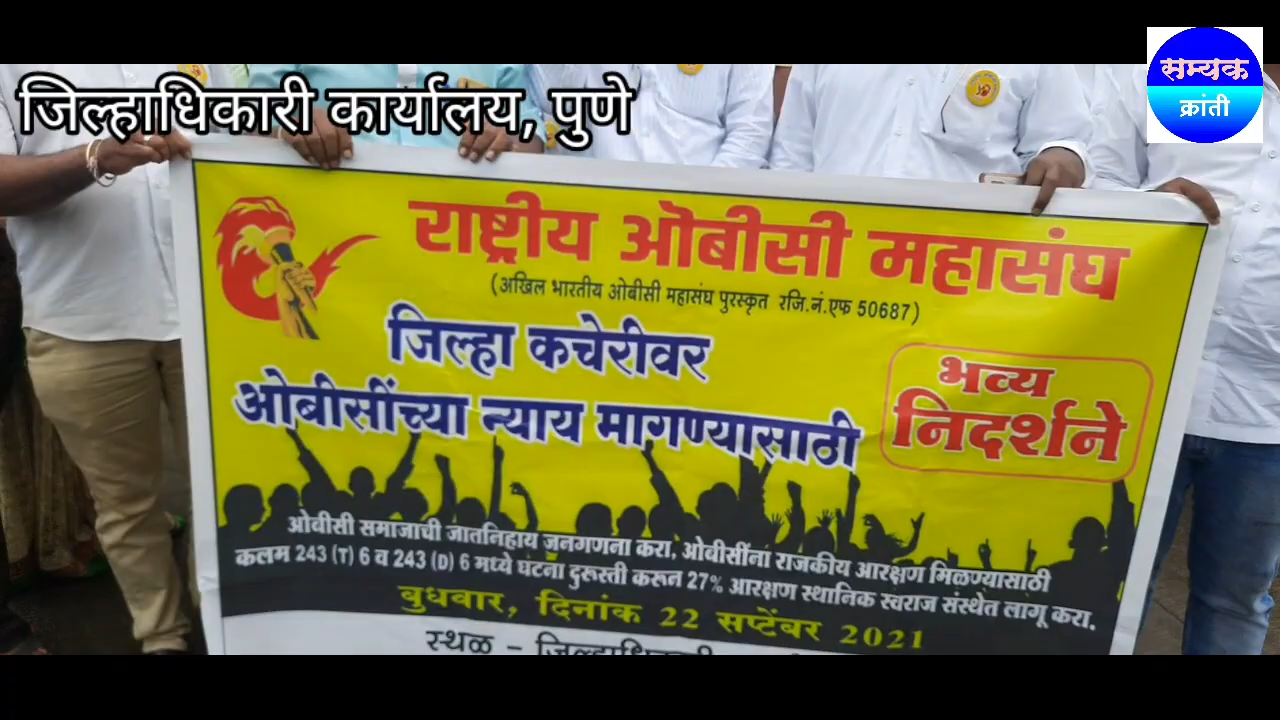 सम्यक
क्रांती
जिल्हाधिकारी कार्यालय, पुणे
राष्ट्रीय ओबीसी महासंघ
(अखिल भारतीय ओबीसी महासंघ पुरस्कृत रजि.नं.एफ 50687)
जिल्हा कचेरीवर
ओबीसींच्या न्याय मागण्यासाठी
भव्य
निदर्शने
ओबीसी समाजाची जातनिहाय जनगणना करा, ओबीसींना राजकीय आरक्षण मिळण्यासाठी
कलम 243 (T) 6 व 243 (D) 6 मध्ये घटना दुरूस्ती करून 27% आरक्षण स्थानिक स्वराज संस्थेत लागू करा.
बुधवार, दिनांक 22 सप्टेंबर 2021
स्थळ -